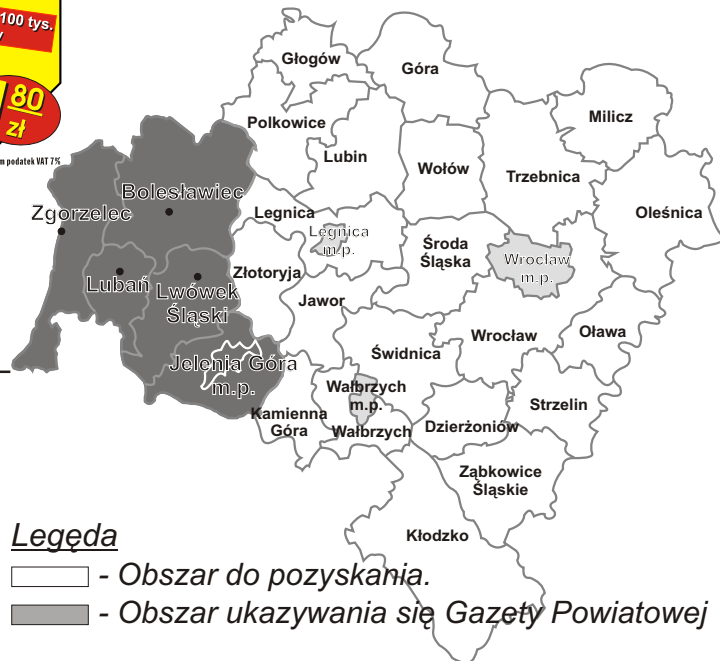 100 tys.
80
zł
m podatek VAT 7%
Głogów
Góra
Polkowice
Lubin
Wołów
Milicz
Trzebnica
Oleśnica
Bolesławiec
Zgorzelec
Legnica
Legnica
m.p.
Środa
Śląska
Wrocław
m.p.
Lubań
Lwówek
Śląski
Złotoryja
Jawor
Wrocław
Oława
Świdnica
Jelenia Góra
m.p.
Wałbrzych
m.p.
Kamienna
Góra
Wałbrzych
Dzierżoniów
Strzelin
Ząbkowice
Śląskie
Kłodzko
Legęda
- Obszar do pozyskania.
- Obszar ukazywania się Gazety Powiatowej